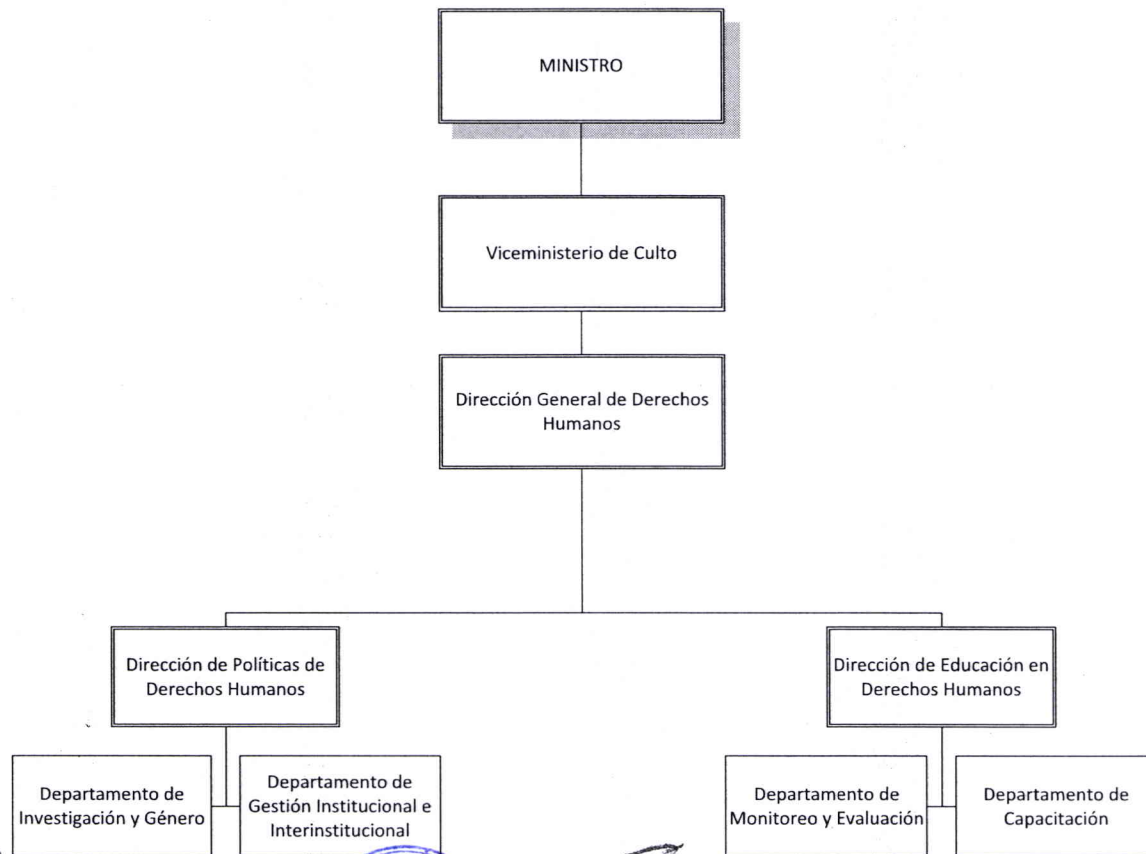 MINISTRO
Viceministerio de Culto
Dirección General de Derechos
Humanos
Dirección de Políticas de
Derechos Humanos
Dirección de Educación en
Derechos Humanos
Departamento de
Investigación y Género
Departamento de
Gestión Institucional e
Interinstitucional
Departamento de
Monitoreo y Evaluación
Departamento de
Capacitación